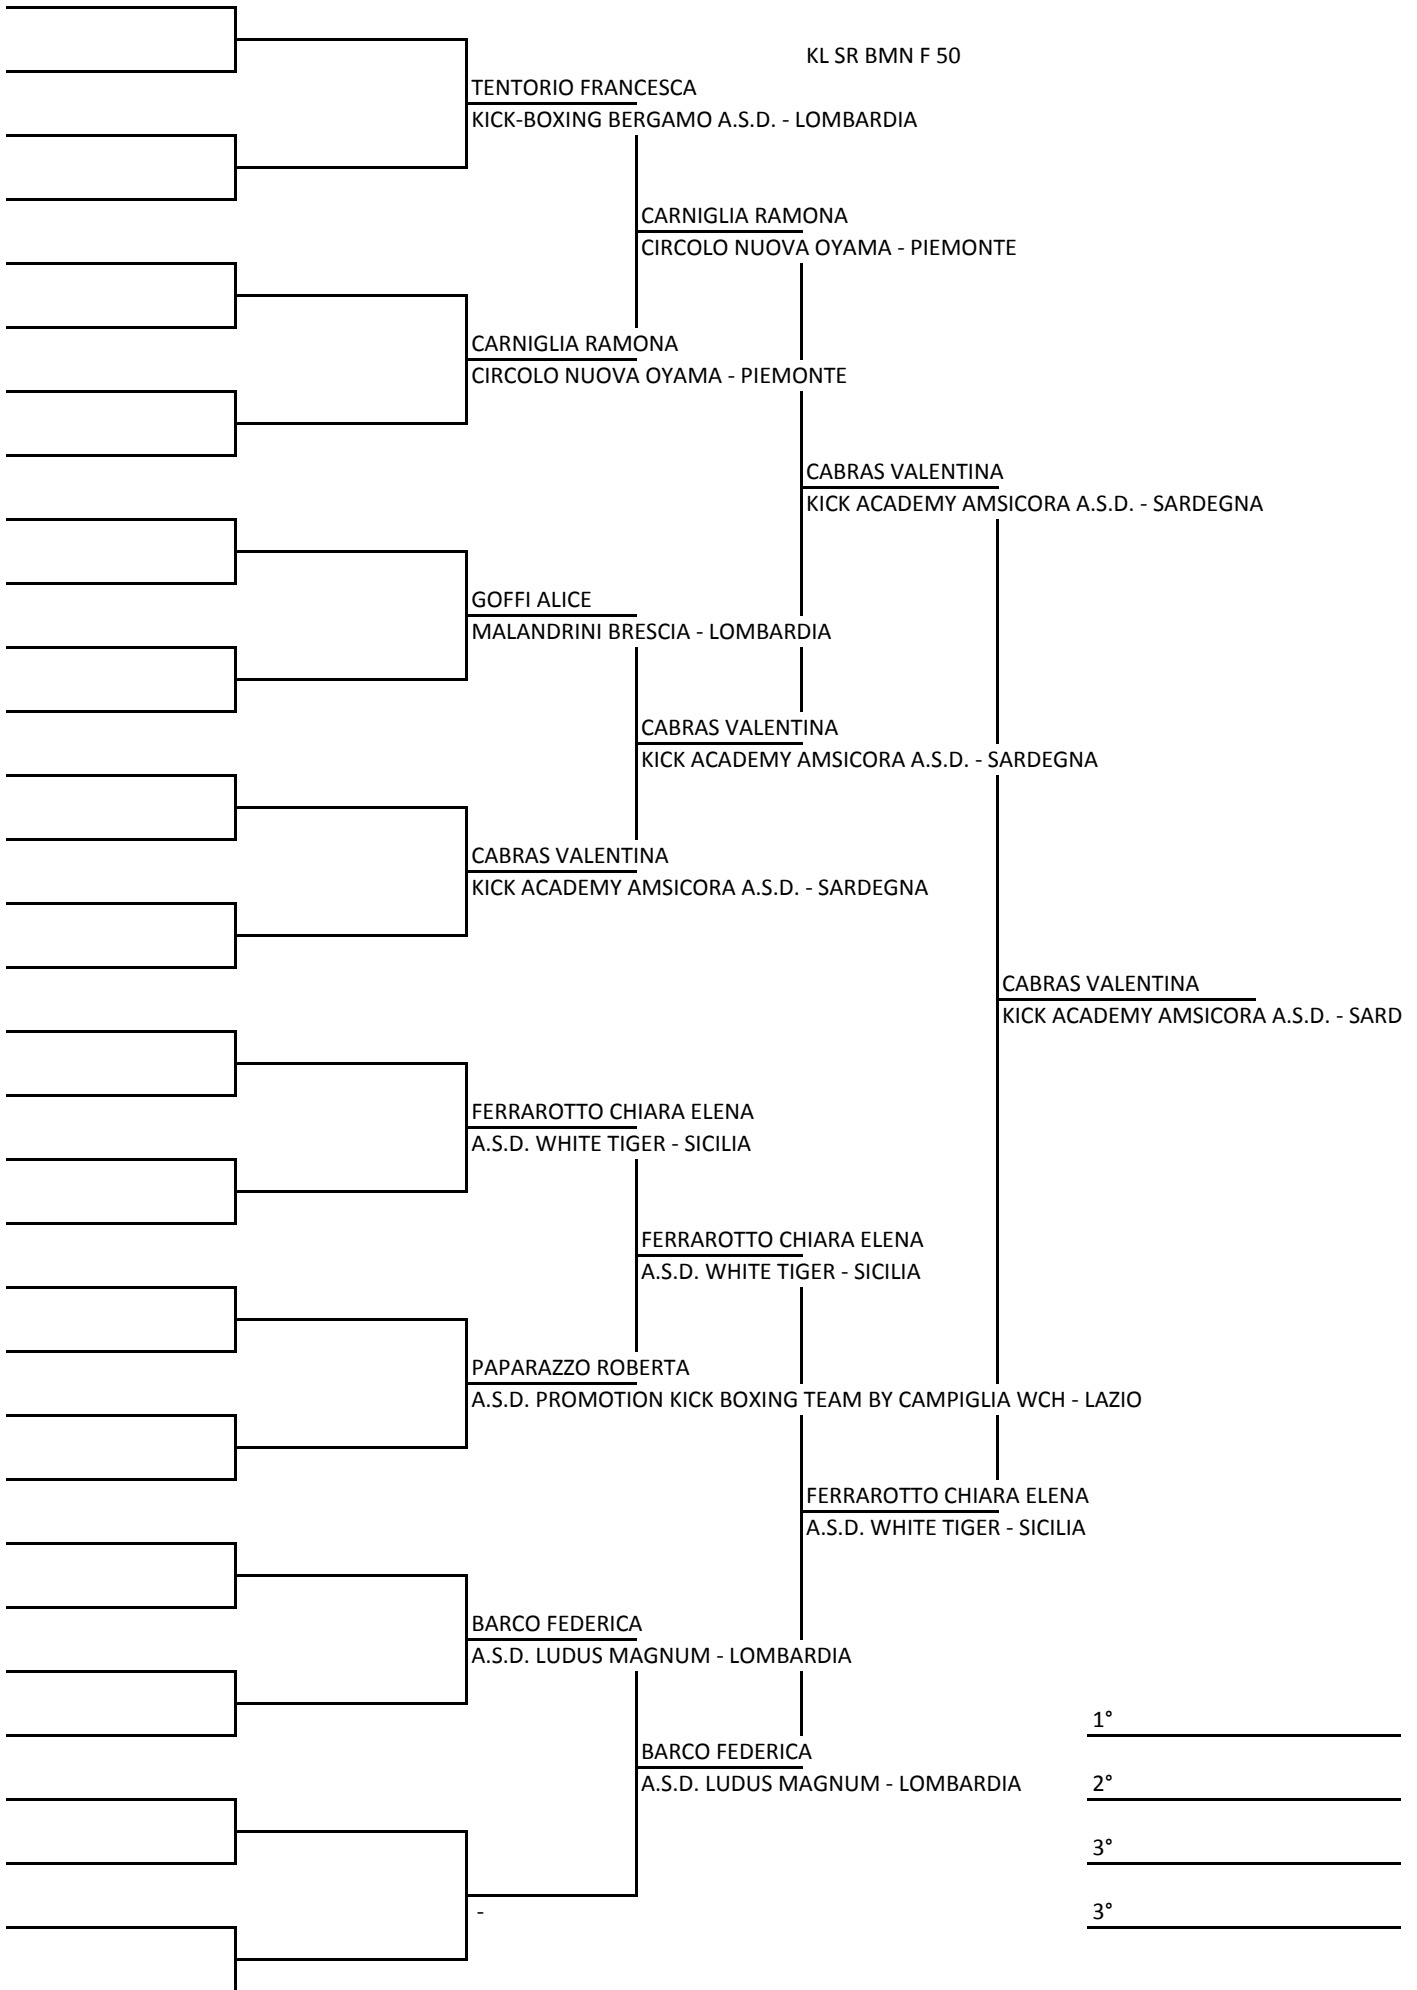 KL SR BMN F 50
TENTORIO FRANCESCA
KICK-BOXING BERGAMO A.S.D. - LOMBARDIA
CARNIGLIA RAMONA
CIRCOLO NUOVA OYAMA - PIEMONTE
CARNIGLIA RAMONA
CIRCOLO NUOVA OYAMA - PIEMONTE
CABRAS VALENTINA
KICK ACADEMY AMSICORA A.S.D. - SARDEGNA
GOFFI ALICE
MALANDRINI BRESCIA - LOMBARDIA
CABRAS VALENTINA
KICK ACADEMY AMSICORA A.S.D. - SARDEGNA
CABRAS VALENTINA
KICK ACADEMY AMSICORA A.S.D. - SARDEGNA
CABRAS VALENTINA
KICK ACADEMY AMSICORA A.S.D. - SARD
FERRAROTTO CHIARA ELENA
A.S.D. WHITE TIGER - SICILIA
FERRAROTTO CHIARA ELENA
A.S.D. WHITE TIGER - SICILIA
PAPARAZZO ROBERTA
A.S.D. PROMOTION KICK BOXING TEAM BY CAMPIGLIA WCH - LAZIO
FERRAROTTO CHIARA ELENA
A.S.D. WHITE TIGER - SICILIA
BARCO FEDERICA
A.S.D. LUDUS MAGNUM - LOMBARDIA
1°
BARCO FEDERICA
A.S.D. LUDUS MAGNUM - LOMBARDIA
2°
3°
-
3°